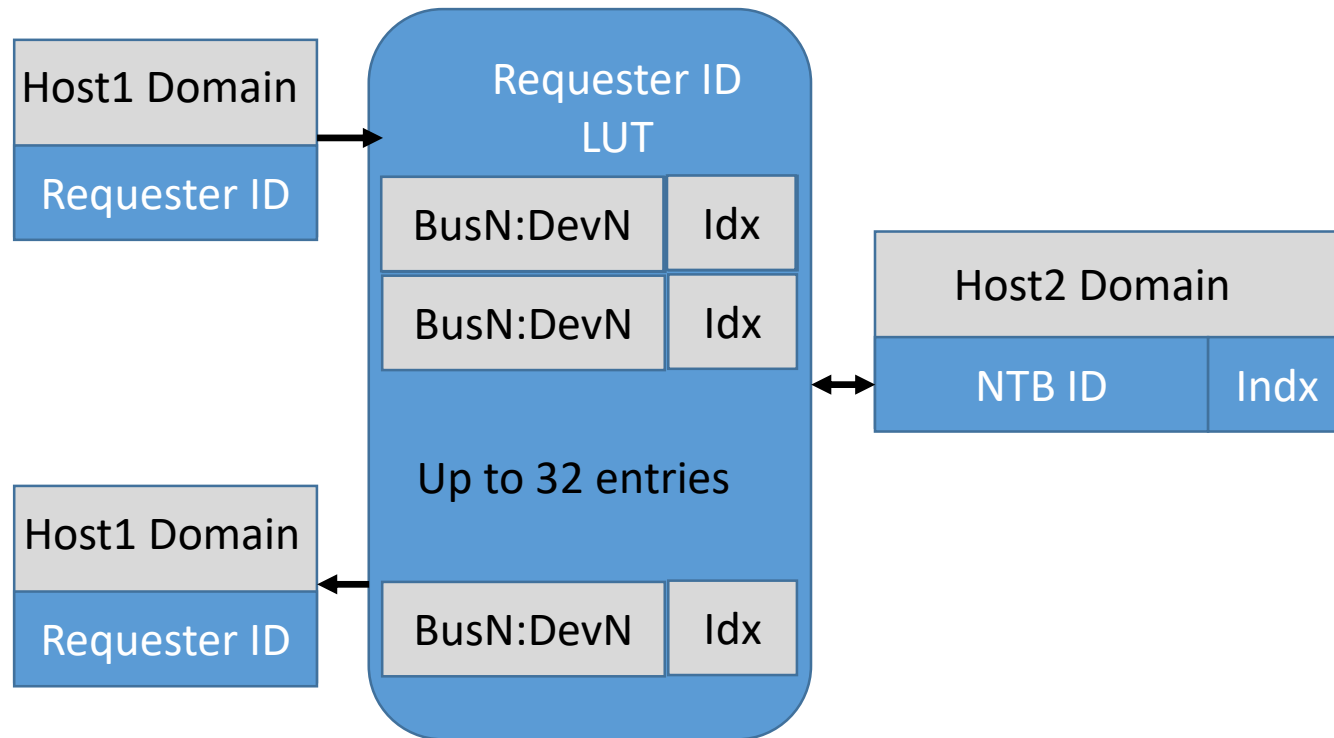 Host1 Domain
Requester ID
Requester ID
LUT
BusN:DevN Idx
BusN:DevN Idx
Host2 Domain
NTB ID Indx
Up to 32 entries
Host1 Domain
Requester ID
BusN:DevN Idx